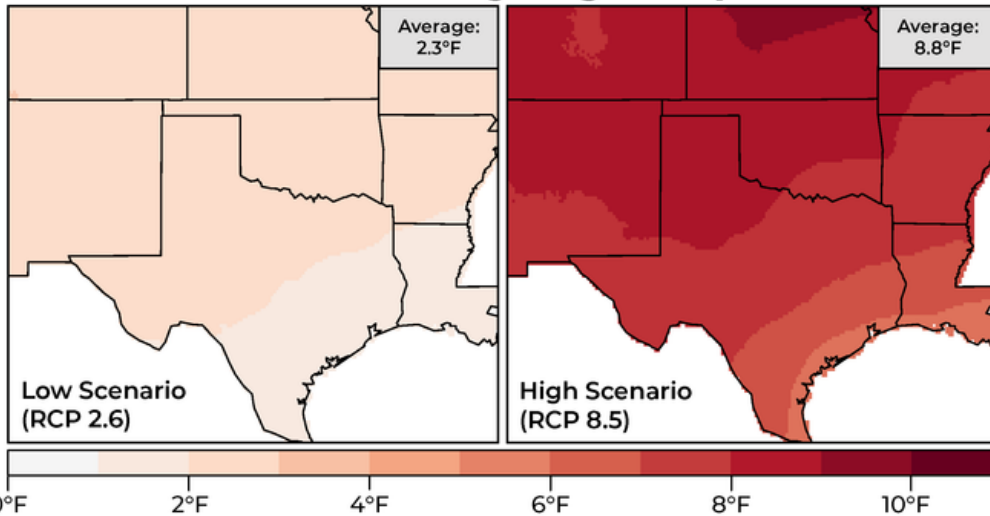 Average:
2.3°F
Average:
8.8°F
Low Scenario
(RCP 2.6)
High Scenario
(RCP 8.5)
0°F 2°F 4°F 6°F 8°F 10°F